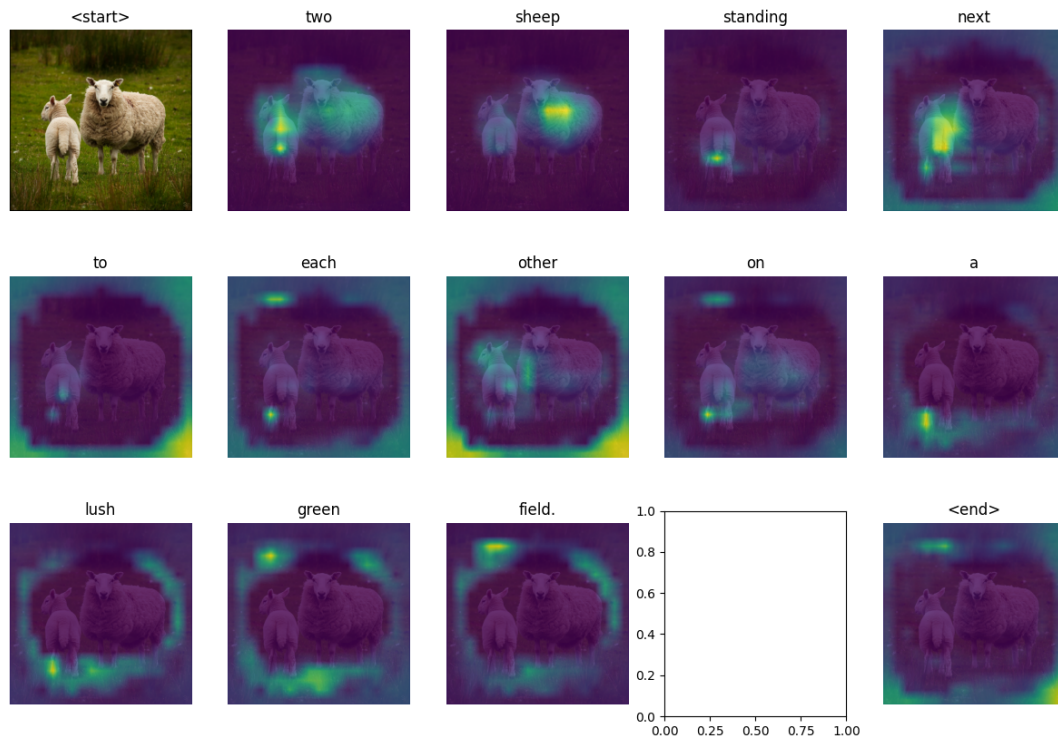 <start> two sheep standing next
to each other on a
lush green field. <end>
1.0
0.8
0.6
0.4
0.2
0.0
0.00 0.25 0.50 0.75 1.00